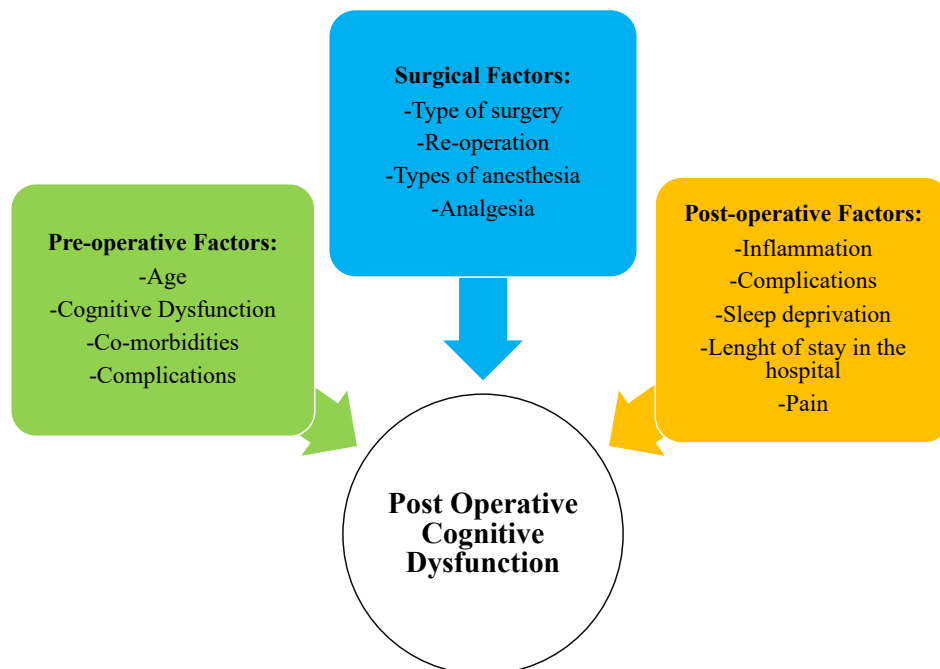 Surgical Factors:
-Type of surgery
-Re-operation
-Types of anesthesia
-Analgesia
Pre-operative Factors:
-Age
-Cognitive Dysfunction
-Co-morbidities
-Complications
Post-operative Factors:
-Inflammation
-Complications
-Sleep deprivation
-Lenght of stay in the
hospital
-Pain
Post Operative
Cognitive
Dysfunction